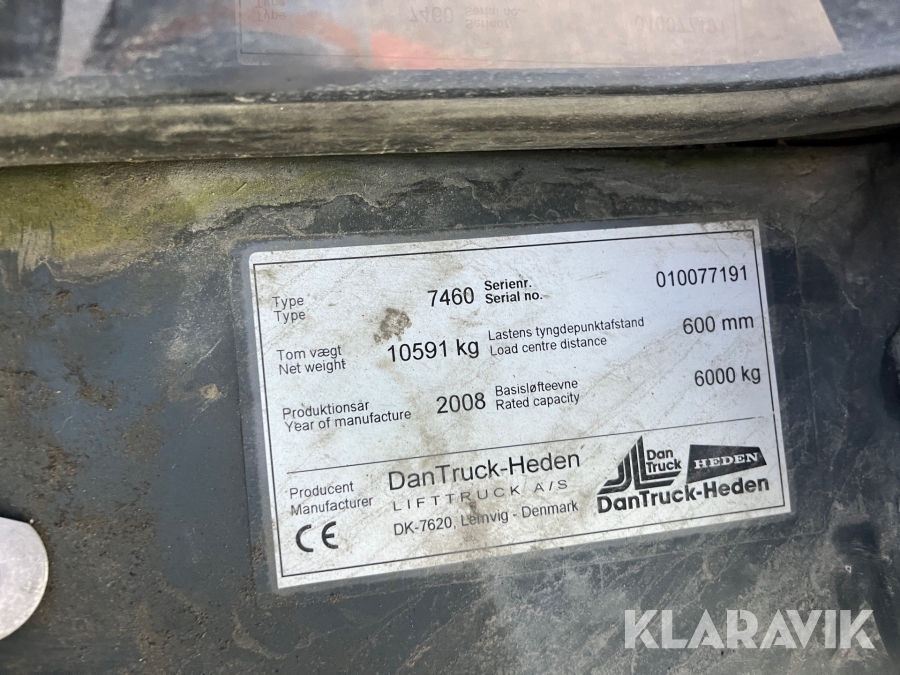 Type 7460 Serienr. 010077191
Type Serial no.
Tom vægt 10591 kg Lastens tyngdepunktafstand 600 mm
Net weight Load centre distance
Produktionsår 2008 Basisløfteevne 6000 kg
Year of manufacture Rated capacity
Producent DanTruck-Heden
Manufacturer LIFTTRUCK A/S
DK-7620, Lemvig - Denmark
CE
Dan
Truck
HEDEN
DanTruck-Heden
KLARAVIK